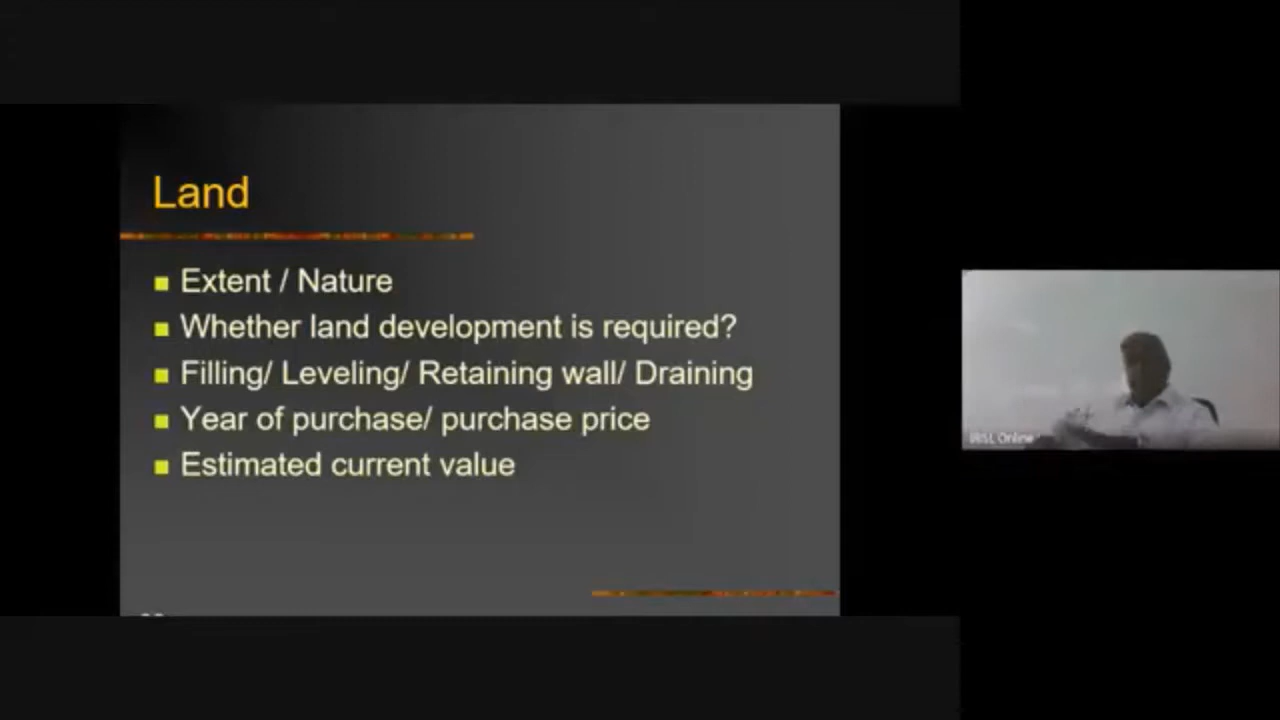 Land
Extent / Nature
Whether land development is required?
Filling/ Leveling/ Retaining wall/ Draining
Year of purchase/ purchase price
Estimated current value
Online